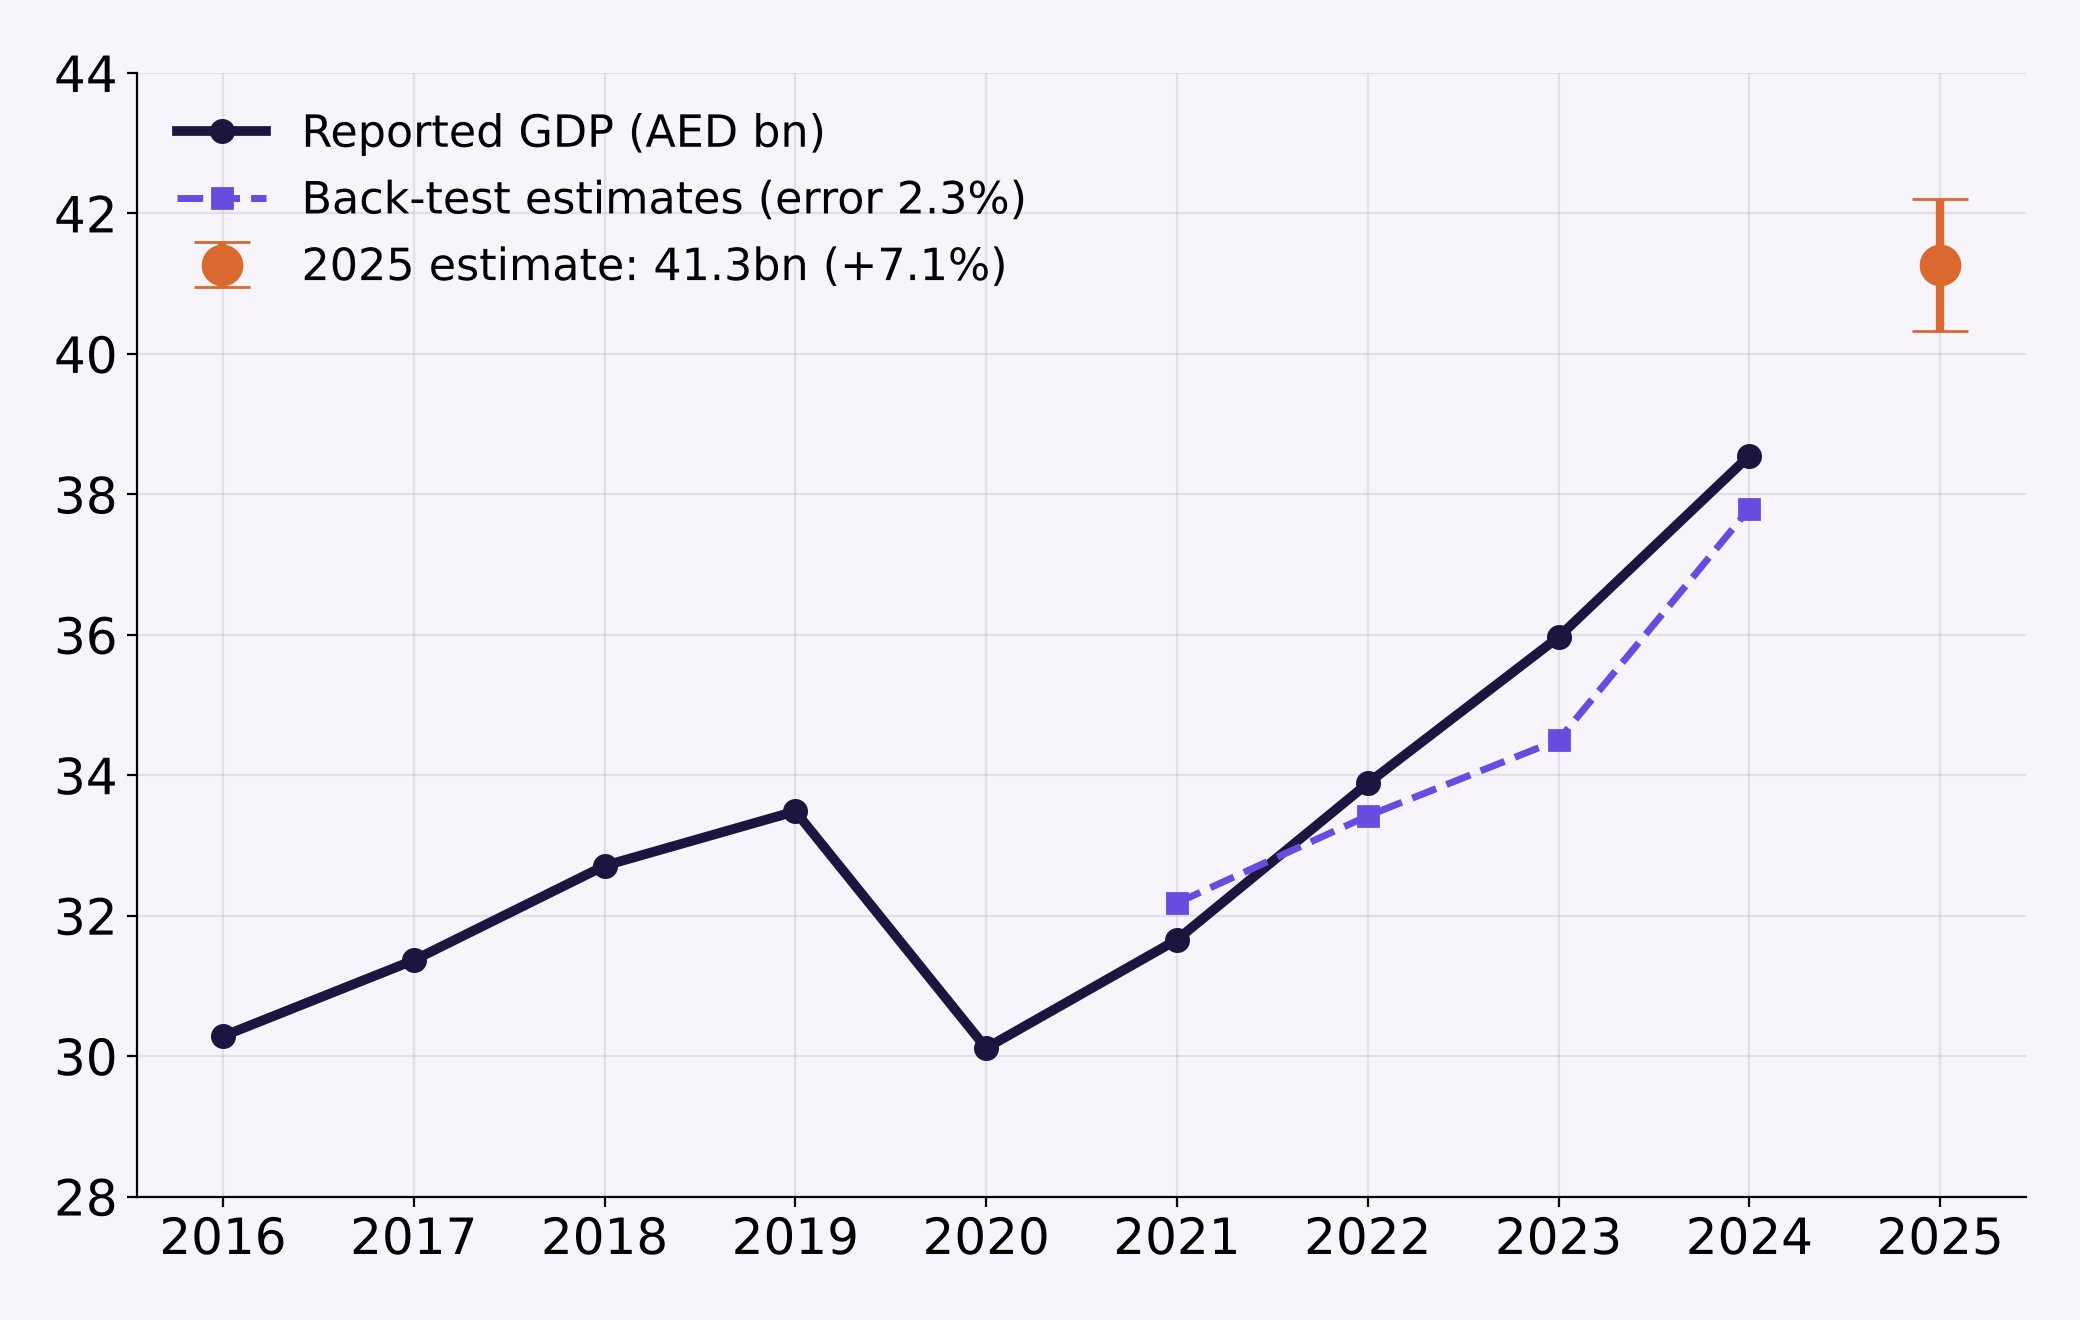 44
42
40
38
36
34
32
30
28
Reported GDP (AED bn)
Back-test estimates (error 2.3%)
2025 estimate: 41.3bn (+7.1%)
2016 2017 2018 2019 2020 2021 2022 2023 2024 2025